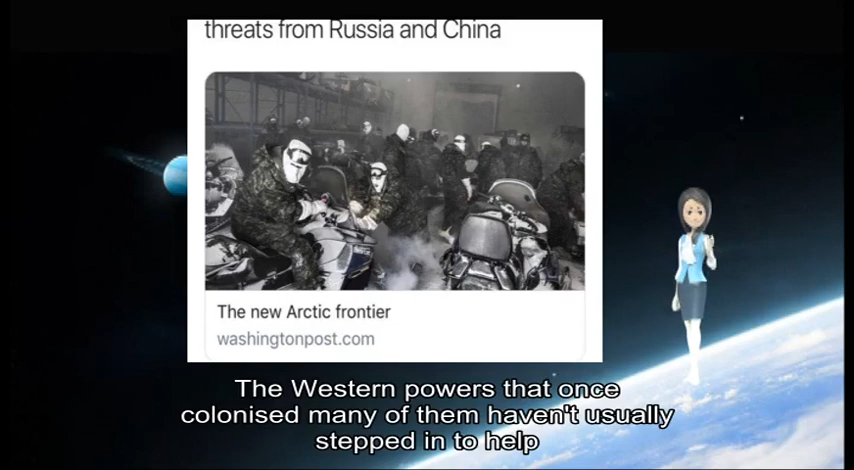 threats from Russia and China
The new Arctic frontier
washingtonpost.com
The Western powers that once
colonised many of them haven't usually
stepped in to help